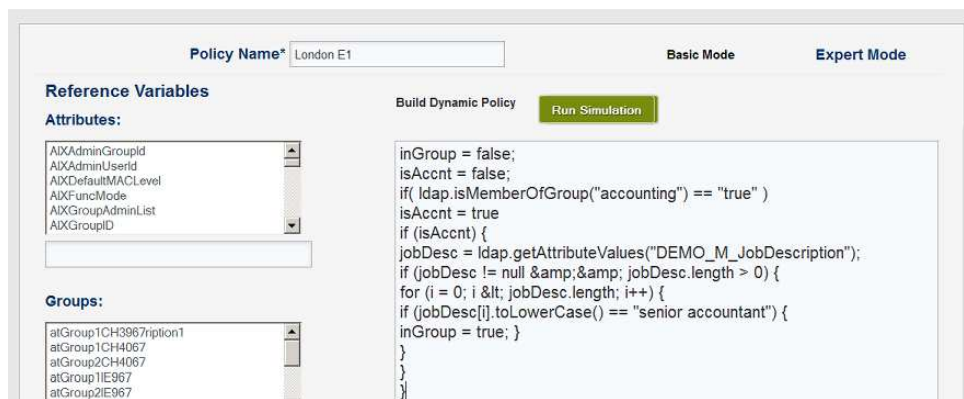 Policy Name* London E1 Basic Mode Expert Mode
Reference Variables
Build Dynamic Policy Run Simulation
Attributes:
AIXAdminGroupId
AIXAdminUserId
AIXDefaultMACLevel
AIXFuncMode
AIXGroupAdminList
AIXGroupID
Groups:
atGroup1CH3967ription1
atGroup1CH4067
atGroup2CH4067
atGroup1IE967
atGroup2IE967
inGroup = false;
isAccnt = false;
if( ldap.isMemberOfGroup("accounting") == "true" )
isAccnt = true
if (isAccnt) {
jobDesc = ldap.getAttributeValues("DEMO_M_JobDescription");
if (jobDesc != null &amp;&amp; jobDesc.length > 0) {
for (i = 0; i &lt; jobDesc.length; i++) {
if (jobDesc[i].toLowerCase() == "senior accountant") {
inGroup = true; }
}
}
}